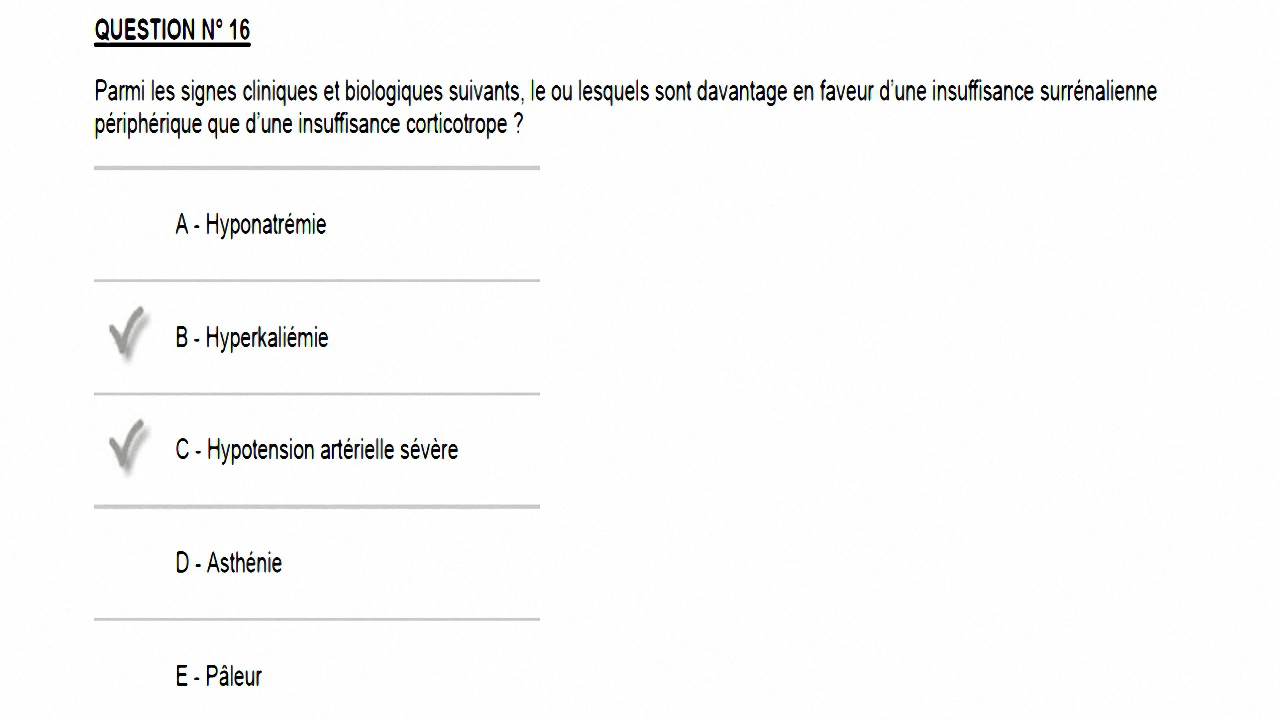 QUESTION N° 16
Parmi les signes cliniques et biologiques suivants, le ou lesquels sont davantage en faveur d’une insuffisance surrénalienne
périphérique que d’une insuffisance corticotrope ?
A - Hyponatrémie
B - Hyperkaliémie
C - Hypotension artérielle sévère
D - Asthénie
E - Pâleur